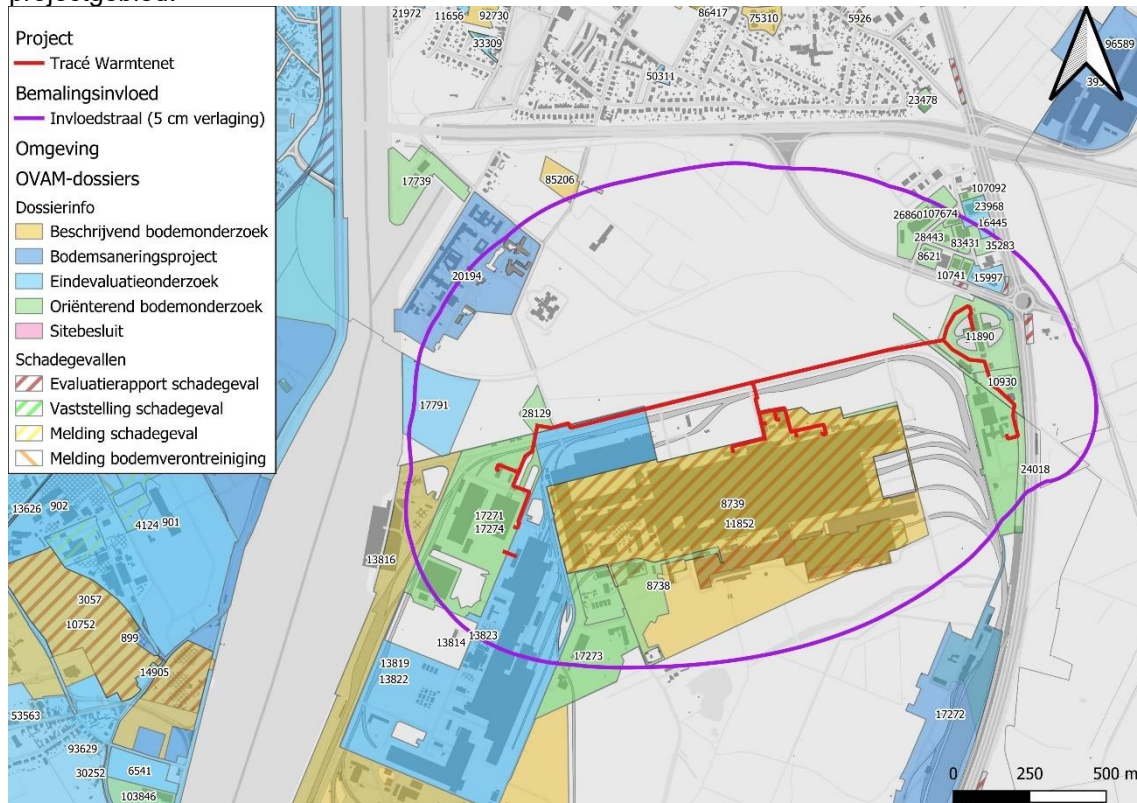 projectgebied.
Project
Tracé Warmtenet
Bemalingsinvloed
Invloedstraal (5 cm verlaging)
Omgeving
OVAM-dossiers
Dossierinfo
Beschrijvend bodemonderzoek
Bodemsaneringsproject
Eindevaluatieonderzoek
Oriënterend bodemonderzoek
Sitebesluit
Schadegevallen
Evaluatierapport schadegeval
Vaststelling schadegeval
Melding schadegeval
Melding bodemverontreiniging
21972
11656
92730
86417
75310
5926
33309
50311
23478
96589
17739
85206
107092
23968
26860
107674
16445
28443
83431
35283
8621
10741
15997
20194
11890
10930
17791
28129
24018
13626
902
901
4124
17271
17274
8739
11852
13816
8738
3057
10752
899
13823
13814
14905
17273
13819
13822
17272
53563
93629
30252
6541
103846
0 250 500 m